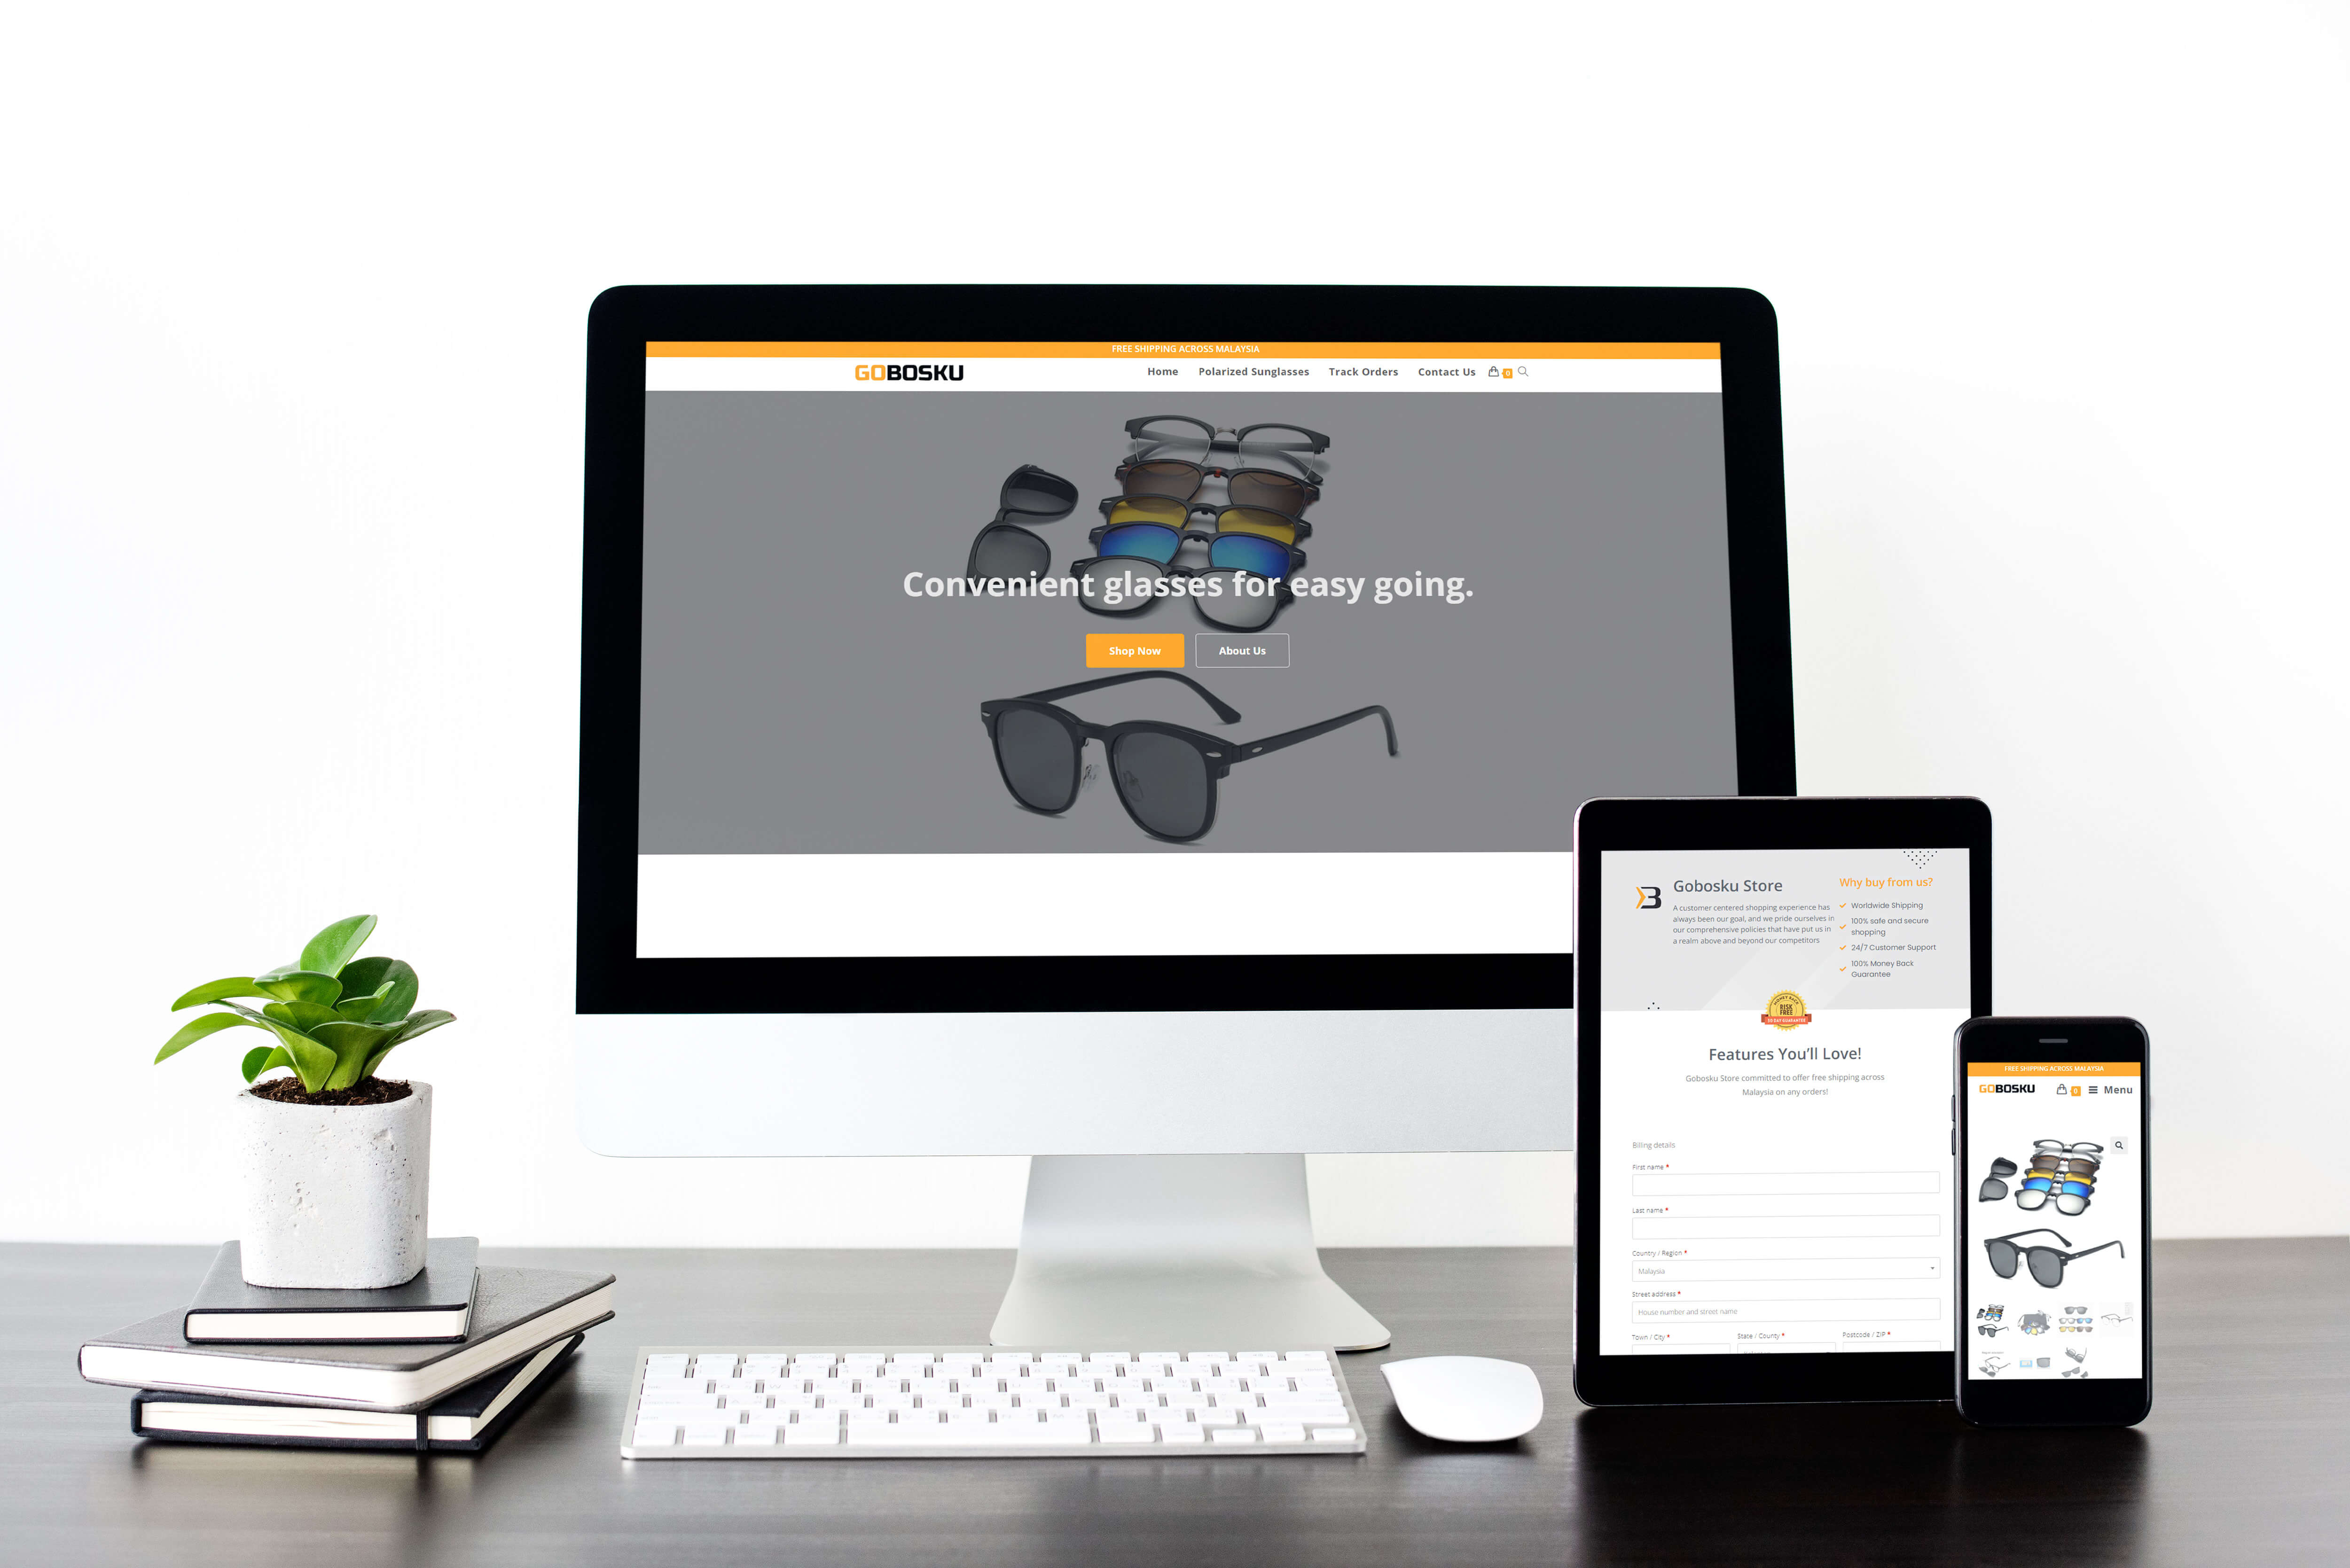 FREE SHIPPING ACROSS MALAYSIA
GOBOSKU
Home Polarized Sunglasses Track Orders Contact Us 0
Convenient glasses for easy going.
Shop Now About Us
Gobosku Store
A customer centered shopping experience has
always been our goal, and we pride ourselves in
our comprehensive policies that have put us in
a realm above and beyond our competitors
Why buy from us?
Worldwide Shipping
100% safe and secure
shopping
24/7 Customer Support
100% Money Back
Guarantee
MONEY BACK
RISK
FREE
Features You'll Love!
Gobosku Store committed to offer free shipping across
Malaysia on any orders!
Billing details
First name *
Last name *
Country / Region *
Malaysia
Street address *
House number and street name
Town / City * State / County * Postcode / ZIP *
FREE SHIPPING ACROSS MALAYSIA
GOBOSKU 0 Menu